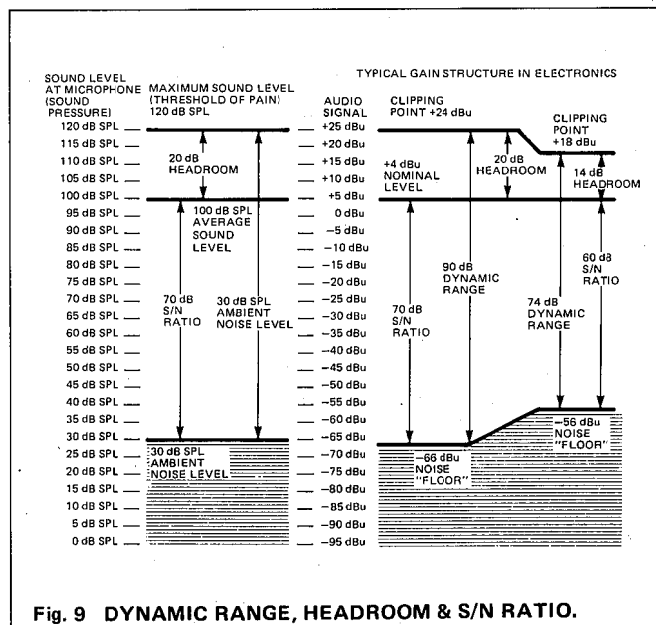 SOUND LEVEL
AT MICROPHONE
(SOUND
PRESSURE)
120 dB SPL
115 dB SPL
110 dB SPL
105 dB SPL
100 dB SPL
95 dB SPL
90 dB SPL
85 dB SPL
80 dB SPL
75 dB SPL
70 dB SPL
65 dB SPL
60 dB SPL
55 dB SPL
50 dB SPL
45 dB SPL
40 dB SPL
35 dB SPL
30 dB SPL
25 dB SPL
20 dB SPL
15 dB SPL
10 dB SPL
5 dB SPL
0 dB SPL
MAXIMUM SOUND LEVEL
(THRESHOLD OF PAIN)
120 dB SPL
20 dB
HEADROOM
100 dB SPL
AVERAGE
SOUND
LEVEL
70 dB
S/N
RATIO
30 dB SPL
AMBIENT
NOISE LEVEL
30 dB SPL
AMBIENT
NOISE LEVEL
AUDIO
SIGNAL
+25 dBu
+20 dBu
+15 dBu
+10 dBu
+5 dBu
0 dBu
−5 dBu
−10 dBu
−15 dBu
−20 dBu
−25 dBu
−30 dBu
−35 dBu
−40 dBu
−45 dBu
−50 dBu
−55 dBu
−60 dBu
−65 dBu
−70 dBu
−75 dBu
−80 dBu
−85 dBu
−90 dBu
−95 dBu
TYPICAL GAIN STRUCTURE IN ELECTRONICS
CLIPPING
POINT +24 dBu
CLIPPING
POINT
+18 dBu
+4 dBu
NOMINAL
LEVEL
20 dB
HEADROOM
14 dB
HEADROOM
90 dB
DYNAMIC
RANGE
60 dB
S/N
RATIO
70 dB
S/N
RATIO
74 dB
DYNAMIC
RANGE
−66 dBu
NOISE
"FLOOR"
−56 dBu
NOISE
"FLOOR"
Fig. 9 DYNAMIC RANGE, HEADROOM & S/N RATIO.